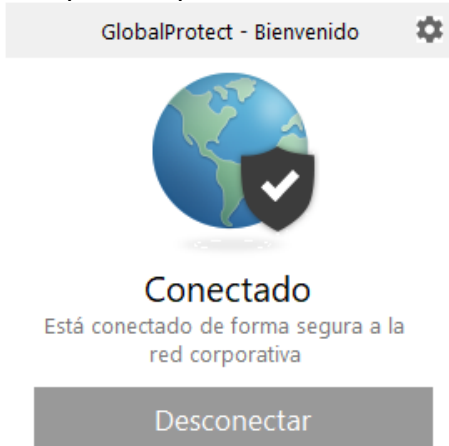 GlobalProtect - Bienvenido
Conectado
Está conectado de forma segura a la
red corporativa
Desconectar